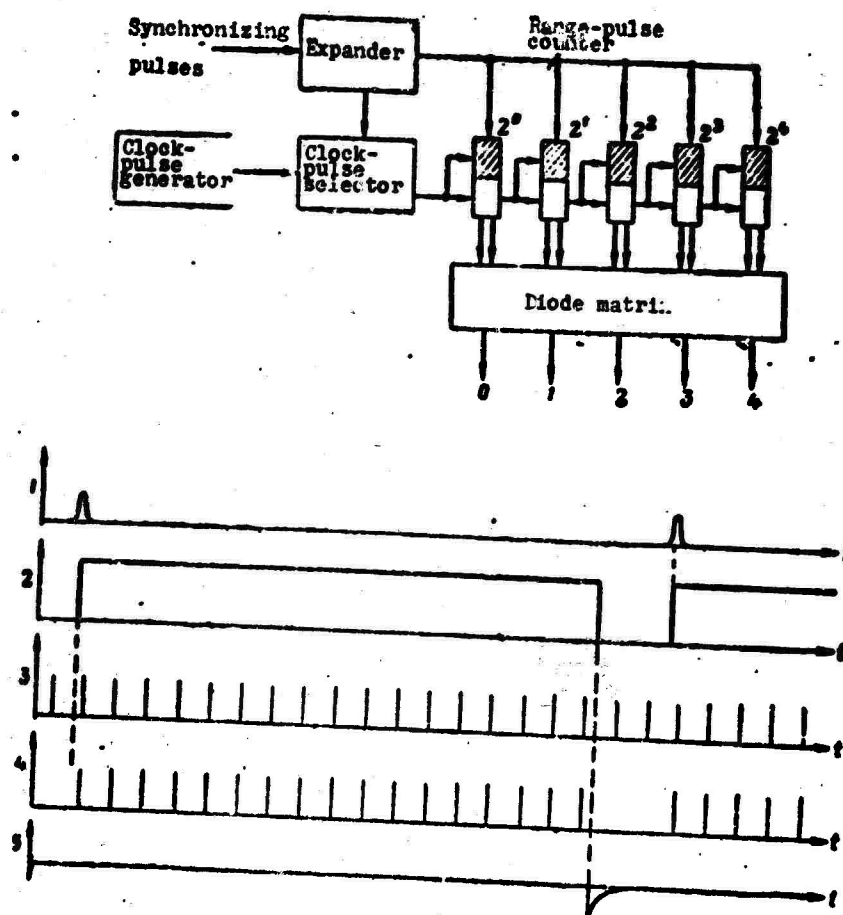 Synchronizing
pulses
Expander
Range-pulse
counter
Clock-
pulse
generator
Clock-
pulse
selector
2⁰
2¹
2²
2³
2⁴
Diode matri
0
1
2
3
4
1
2
t
3
t
4
t
5
t